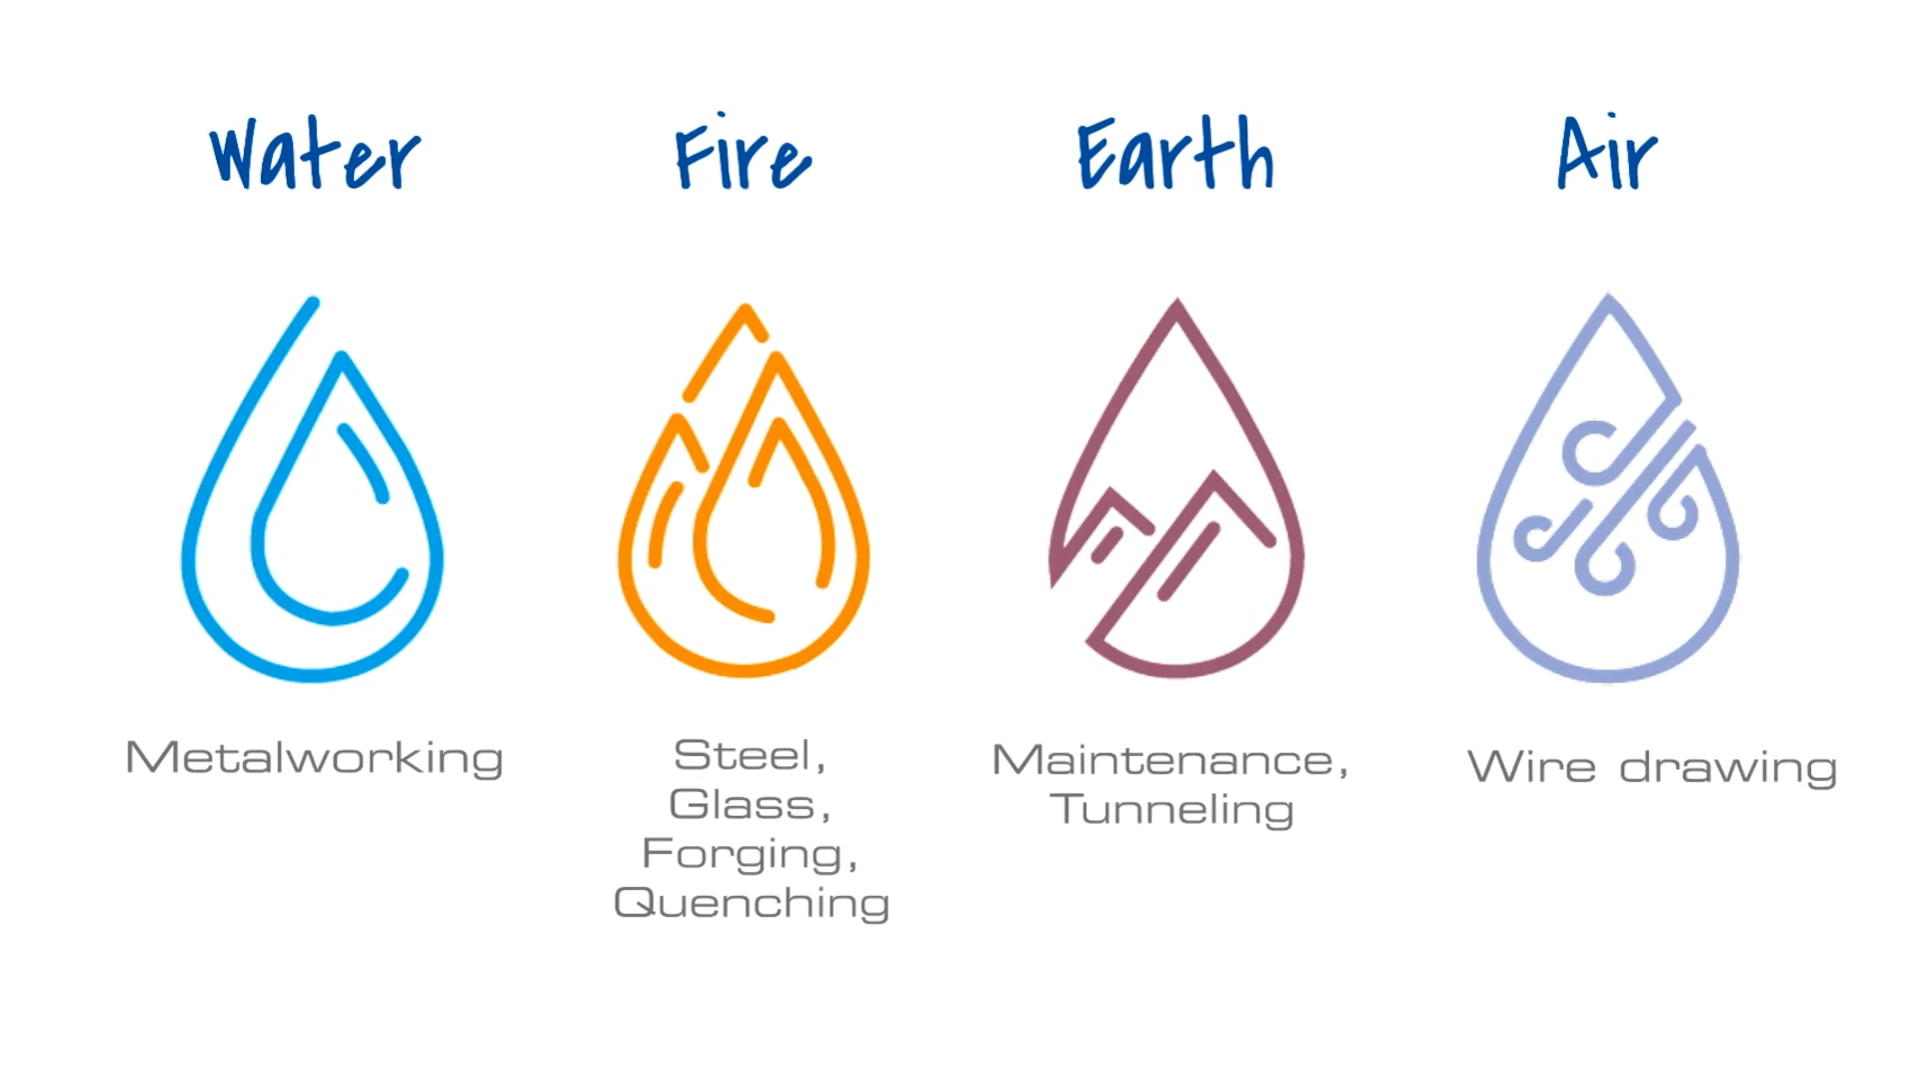 Water
Fire
Earth
Air
Metalworking
Steel,
Glass,
Forging,
Quenching
Maintenance,
Tunneling
Wire drawing